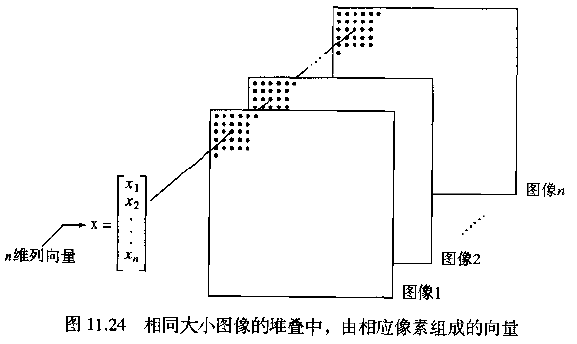 图像n
x₁
x₂
x =
xₙ
n维列向量
图像2
图像1
图 11.24 相同大小图像的堆叠中，由相应像素组成的向量